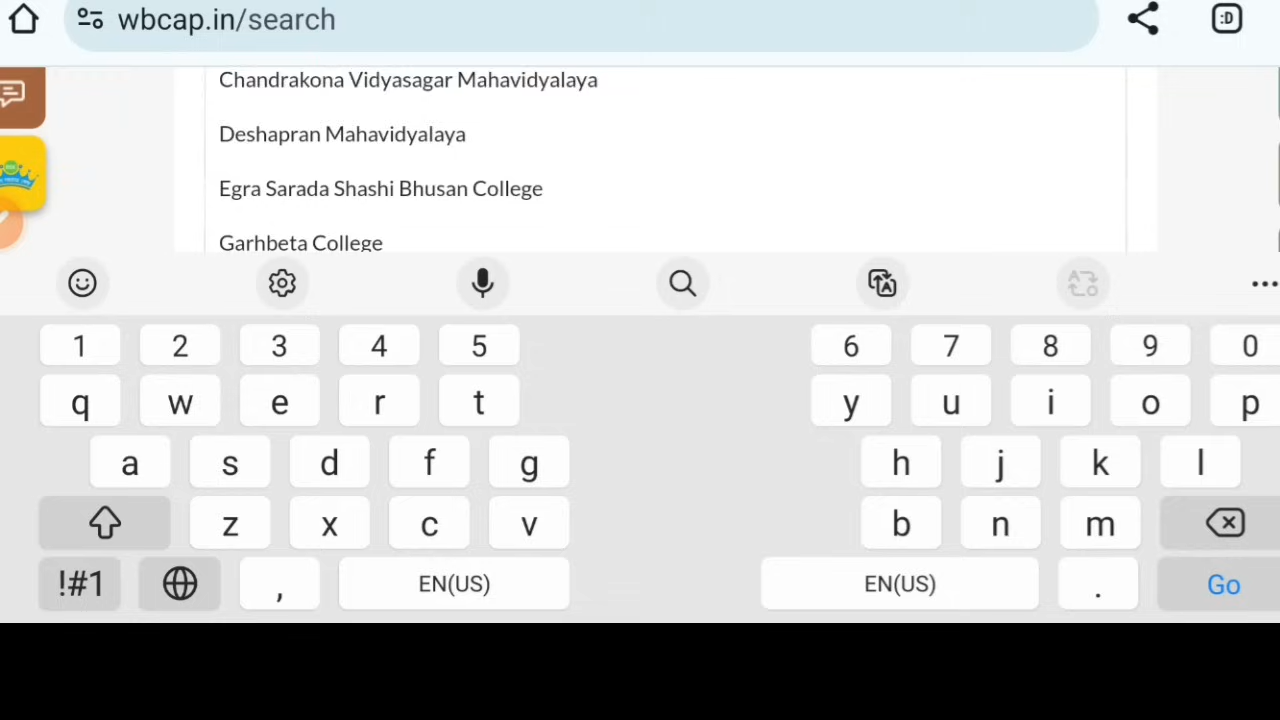 wbcap.in/search
:D
Chandrakona Vidyasagar Mahavidyalaya
Deshapran Mahavidyalaya
Egra Sarada Shashi Bhusan College
Garhbeta College
1 2 3 4 5 6 7 8 9 0
q w e r t y u i o p
a s d f g h j k l
z x c v b n m
!#1 , EN(US) EN(US) . Go